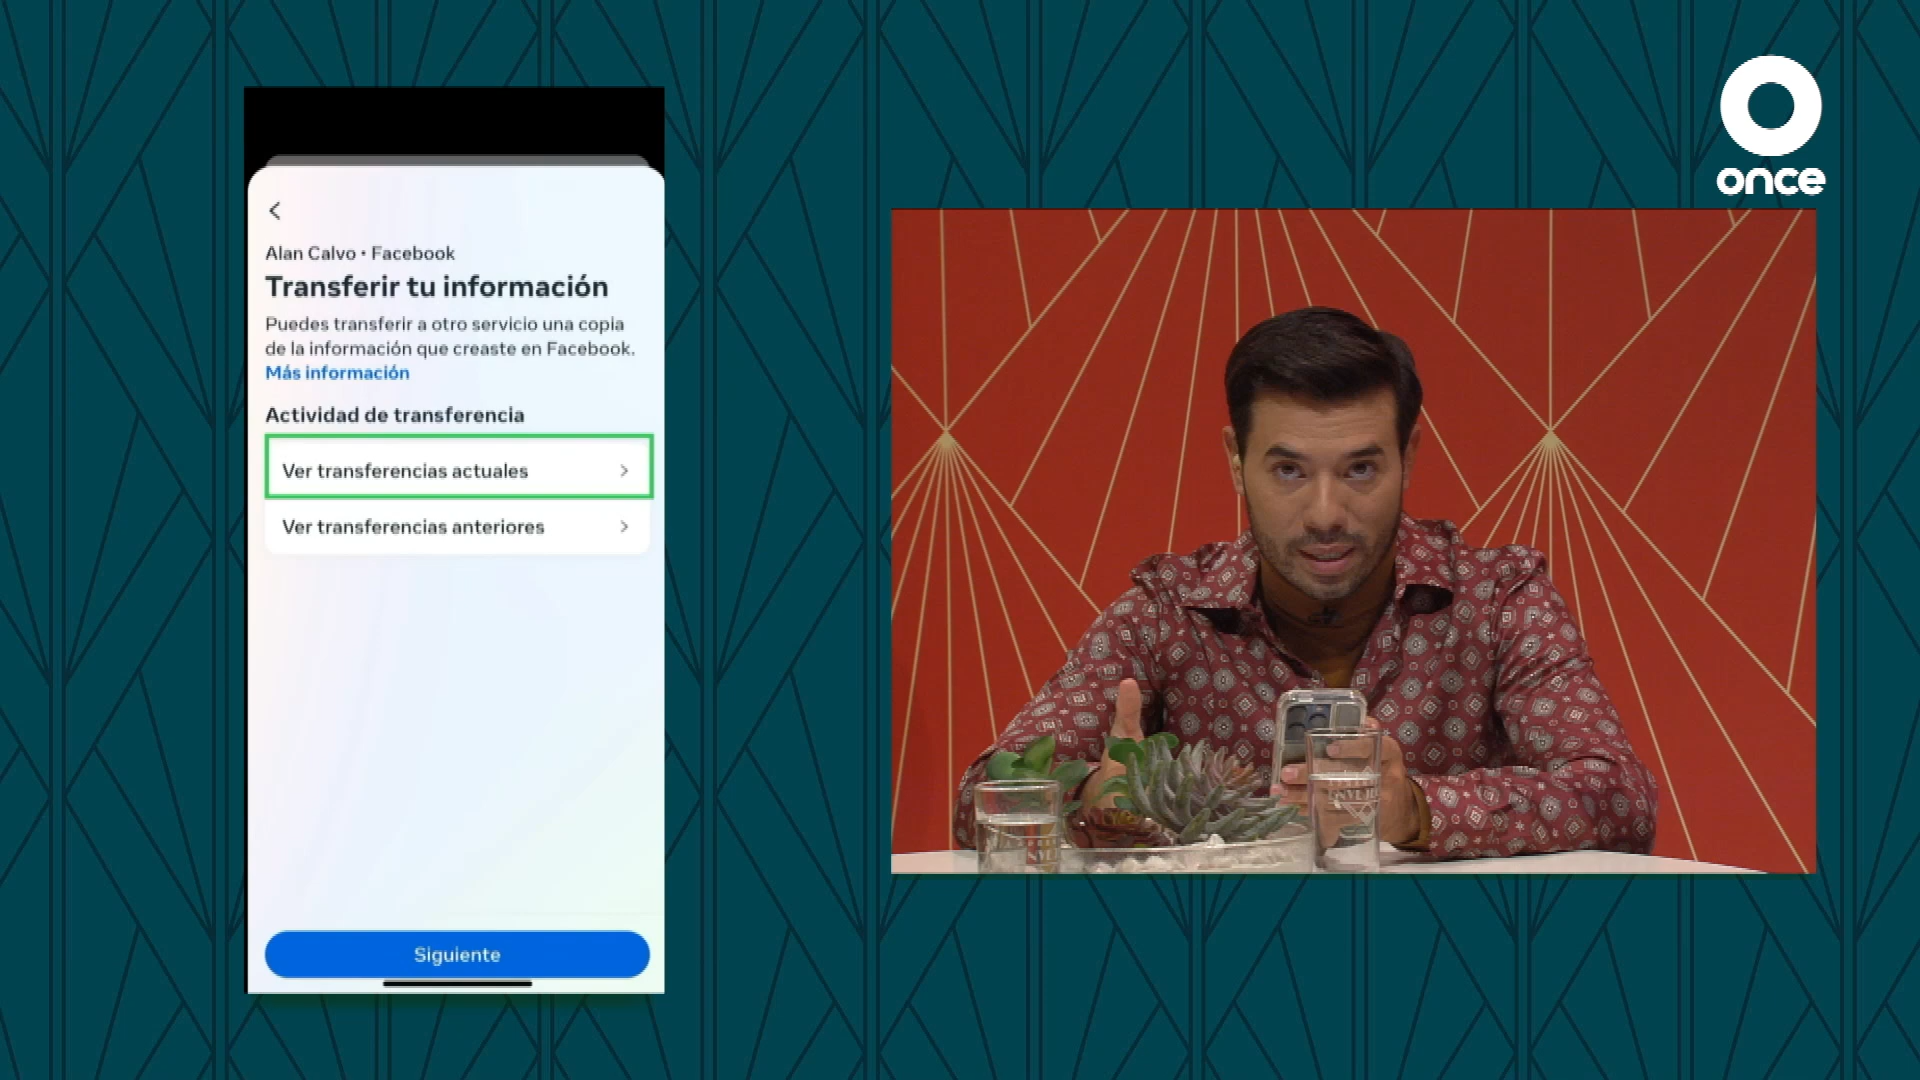 Alan Calvo • Facebook
Transferir tu información
Puedes transferir a otro servicio una copia
de la información que creaste en Facebook.
Más información
Actividad de transferencia
Ver transferencias actuales
Ver transferencias anteriores
Siguiente
once